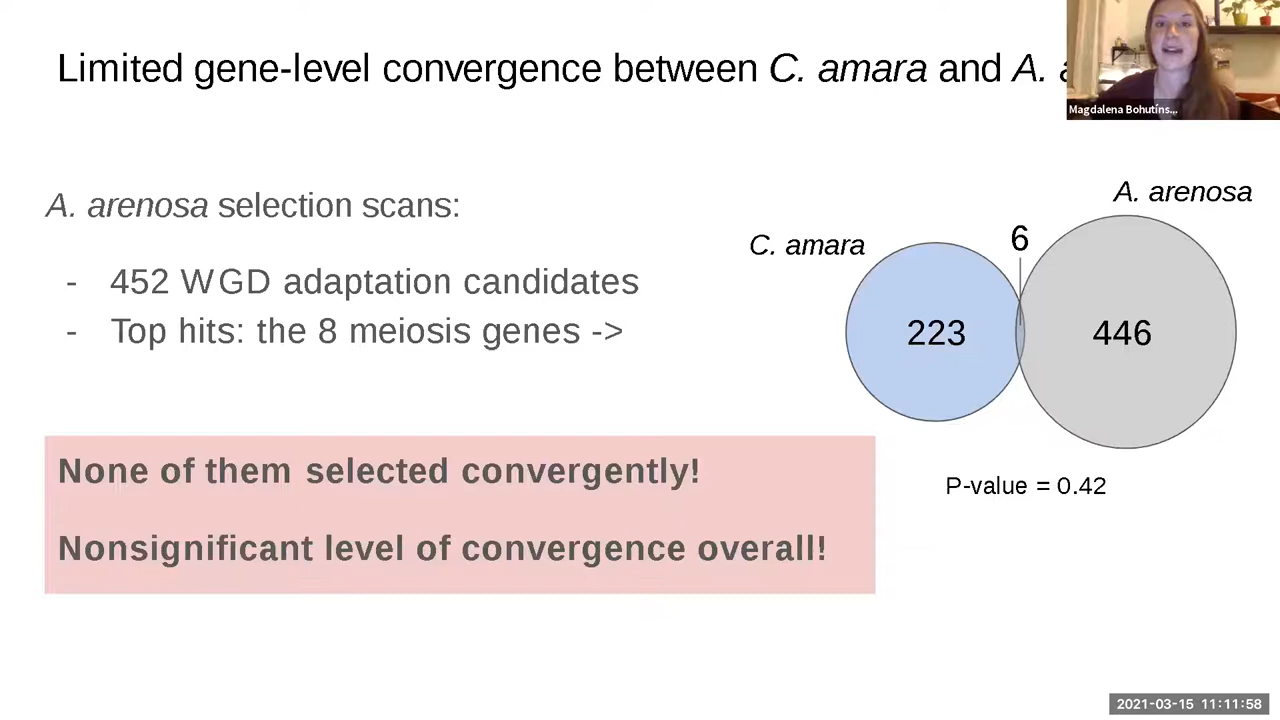 Limited gene-level convergence between C. amara and A.
Magdalena Bohutíns...
A. arenosa selection scans:
- 452 WGD adaptation candidates
- Top hits: the 8 meiosis genes ->
None of them selected convergently!
Nonsignificant level of convergence overall!
A. arenosa
C. amara
6
223
446
P-value = 0.42
2021-03-15 11:11:58